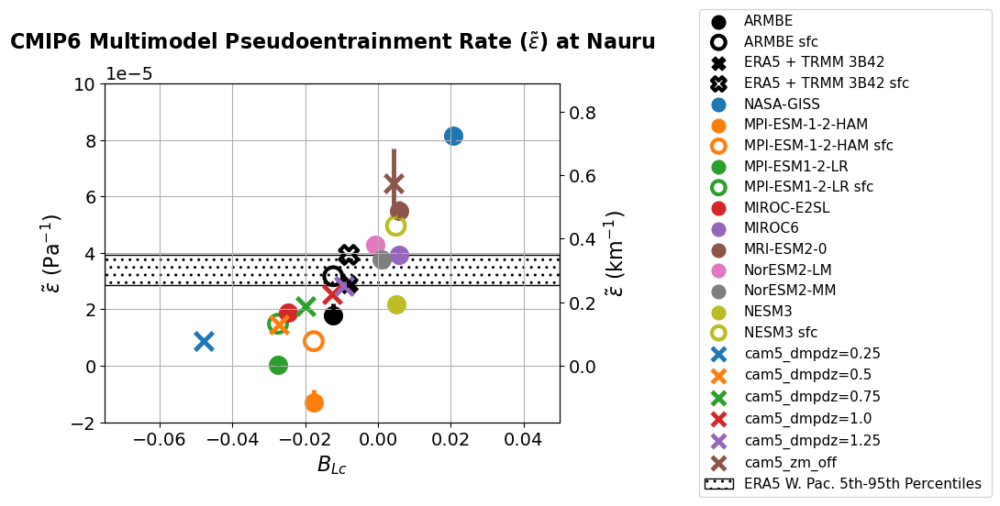 CMIP6 Multimodel Pseudoentrainment Rate (ε̃) at Nauru
1e−5
10
8
6
4
2
0
−2
ε̃ (Pa⁻¹)
0.8
0.6
0.4
0.2
0.0
ε̃ (km⁻¹)
−0.06 −0.04 −0.02 0.00 0.02 0.04
B_{Lc}
ARMBE
ARMBE sfc
ERA5 + TRMM 3B42
ERA5 + TRMM 3B42 sfc
NASA-GISS
MPI-ESM-1-2-HAM
MPI-ESM-1-2-HAM sfc
MPI-ESM1-2-LR
MPI-ESM1-2-LR sfc
MIROC-E2SL
MIROC6
MRI-ESM2-0
NorESM2-LM
NorESM2-MM
NESM3
NESM3 sfc
cam5_dmpdz=0.25
cam5_dmpdz=0.5
cam5_dmpdz=0.75
cam5_dmpdz=1.0
cam5_dmpdz=1.25
cam5_zm_off
ERA5 W. Pac. 5th-95th Percentiles